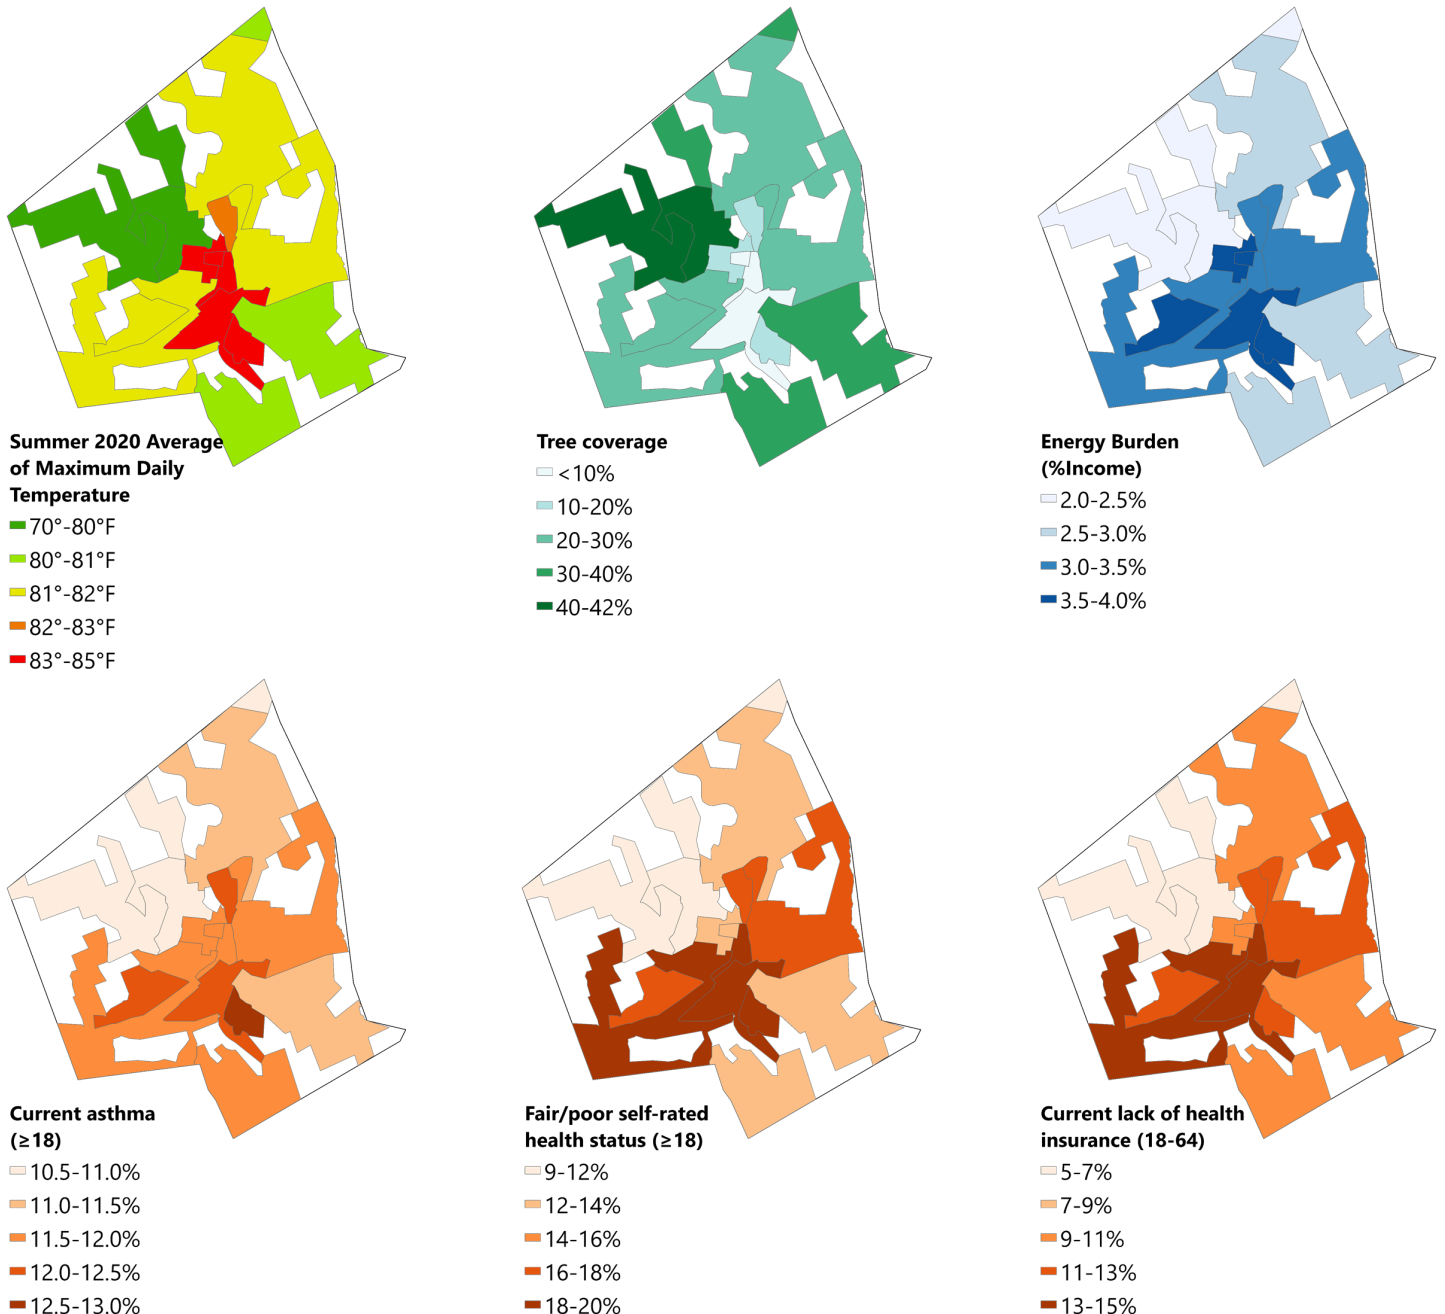 Summer 2020 Average
of Maximum Daily
Temperature
70°-80°F
80°-81°F
81°-82°F
82°-83°F
83°-85°F
Tree coverage
<10%
10-20%
20-30%
30-40%
40-42%
Energy Burden
(%Income)
2.0-2.5%
2.5-3.0%
3.0-3.5%
3.5-4.0%
Current asthma
(≥18)
10.5-11.0%
11.0-11.5%
11.5-12.0%
12.0-12.5%
12.5-13.0%
Fair/poor self-rated
health status (≥18)
9-12%
12-14%
14-16%
16-18%
18-20%
Current lack of health
insurance (18-64)
5-7%
7-9%
9-11%
11-13%
13-15%